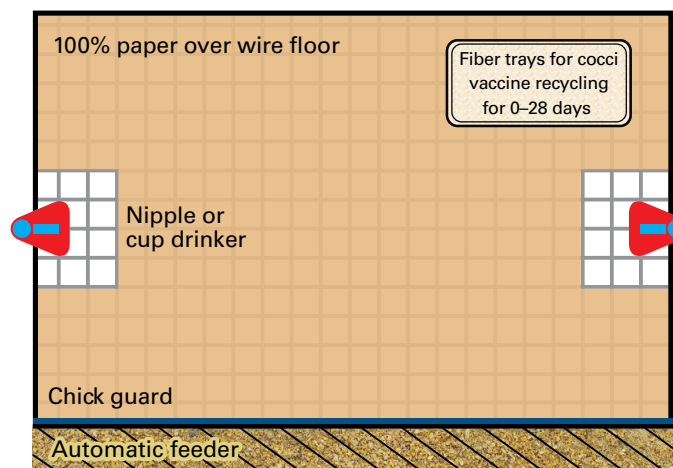 100% paper over wire floor
Fiber trays for cocci
vaccine recycling
for 0–28 days
Nipple or
cup drinker
Chick guard
Automatic feeder